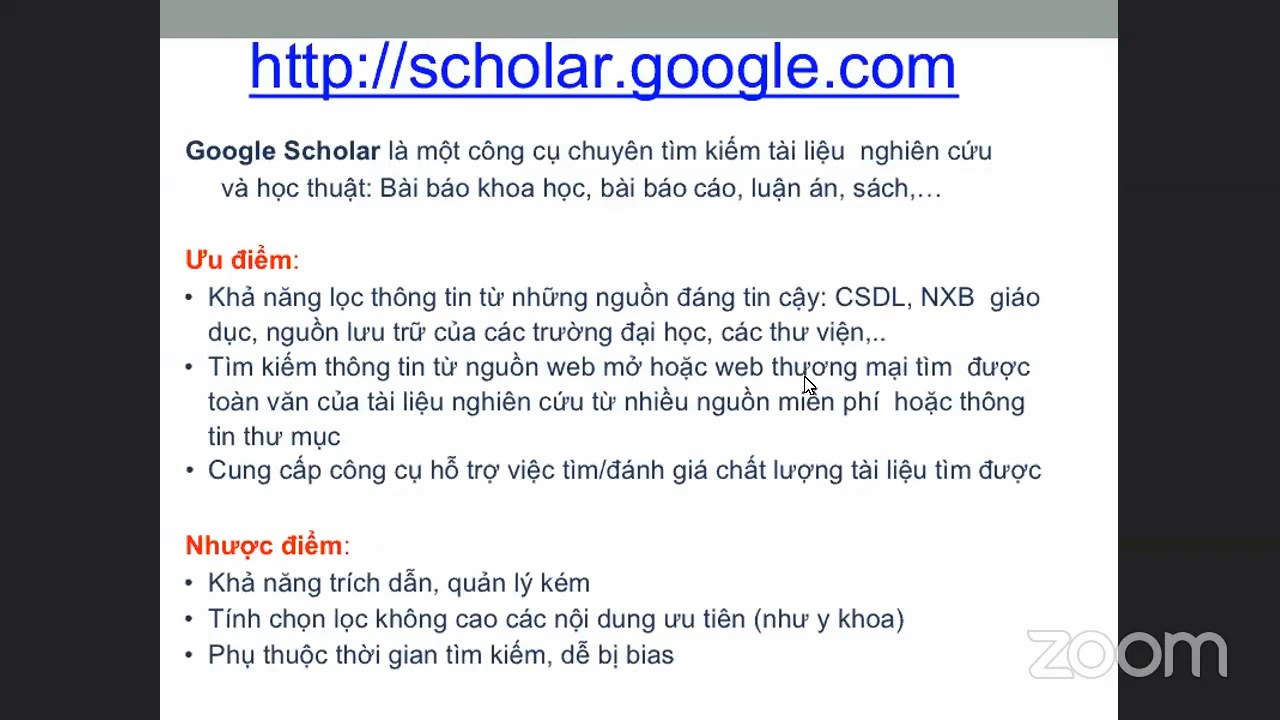 http://scholar.google.com
Google Scholar là một công cụ chuyên tìm kiếm tài liệu nghiên cứu
và học thuật: Bài báo khoa học, bài báo cáo, luận án, sách,…
Ưu điểm:
• Khả năng lọc thông tin từ những nguồn đáng tin cậy: CSDL, NXB giáo
dục, nguồn lưu trữ của các trường đại học, các thư viện,..
• Tìm kiếm thông tin từ nguồn web mở hoặc web thương mại tìm được
toàn văn của tài liệu nghiên cứu từ nhiều nguồn miễn phí hoặc thông
tin thư mục
• Cung cấp công cụ hỗ trợ việc tìm/đánh giá chất lượng tài liệu tìm được
Nhược điểm:
• Khả năng trích dẫn, quản lý kém
• Tính chọn lọc không cao các nội dung ưu tiên (như y khoa)
• Phụ thuộc thời gian tìm kiếm, dễ bị bias
zoom